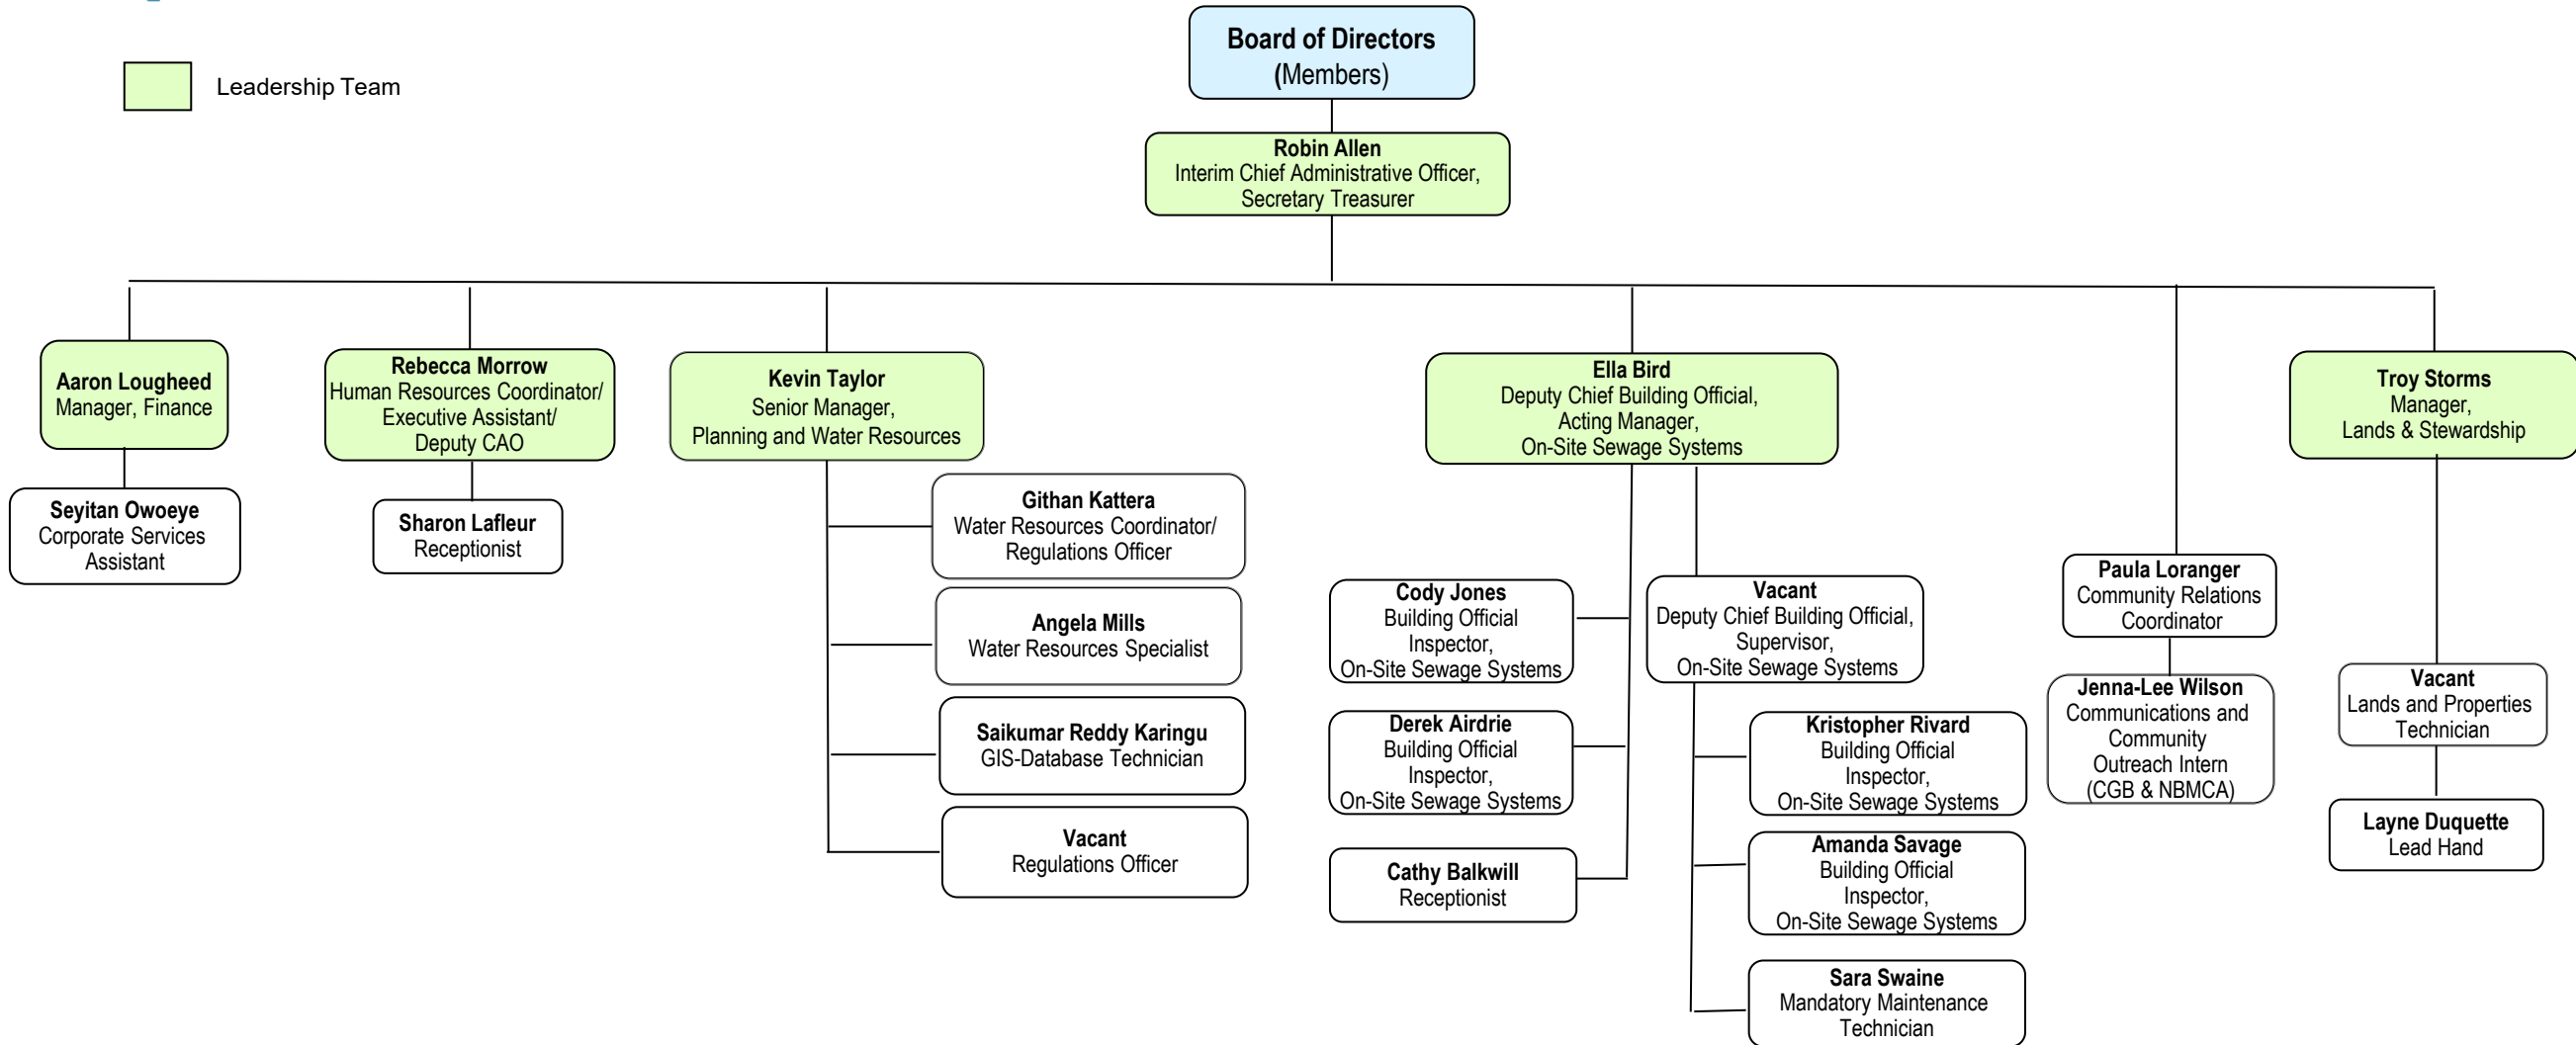 Leadership Team
Board of Directors
(Members)
Robin Allen
Interim Chief Administrative Officer,
Secretary Treasurer
Aaron Lougheed
Manager, Finance
Rebecca Morrow
Human Resources Coordinator/
Executive Assistant/
Deputy CAO
Kevin Taylor
Senior Manager,
Planning and Water Resources
Ella Bird
Deputy Chief Building Official,
Acting Manager,
On-Site Sewage Systems
Troy Storms
Manager,
Lands & Stewardship
Seyitan Owoeye
Corporate Services
Assistant
Sharon Lafleur
Receptionist
Githan Kattera
Water Resources Coordinator/
Regulations Officer
Angela Mills
Water Resources Specialist
Saikumar Reddy Karingu
GIS-Database Technician
Vacant
Regulations Officer
Cody Jones
Building Official
Inspector,
On-Site Sewage Systems
Derek Airdrie
Building Official
Inspector,
On-Site Sewage Systems
Cathy Balkwill
Receptionist
Vacant
Deputy Chief Building Official,
Supervisor,
On-Site Sewage Systems
Kristopher Rivard
Building Official
Inspector,
On-Site Sewage Systems
Amanda Savage
Building Official
Inspector,
On-Site Sewage Systems
Sara Swaine
Mandatory Maintenance
Technician
Paula Loranger
Community Relations
Coordinator
Jenna-Lee Wilson
Communications and
Community
Outreach Intern
(CGB & NBMCA)
Vacant
Lands and Properties
Technician
Layne Duquette
Lead Hand